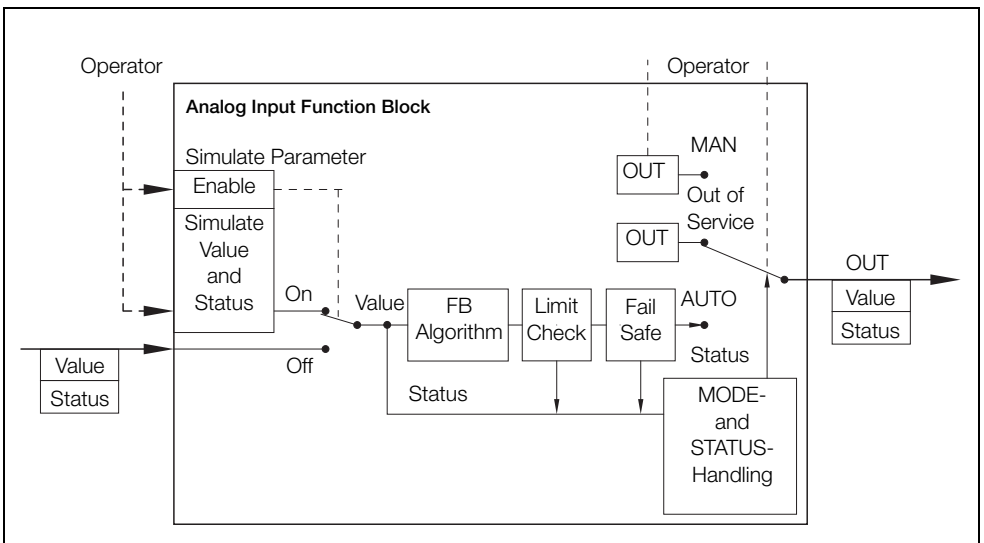 Operator
Operator
Analog Input Function Block
Simulate Parameter
Enable
Simulate
Value
and
Status
On
Off
Value
Status
Value
FB
Algorithm
Limit
Check
Fail
Safe
Status
OUT
MAN
Out of
Service
OUT
AUTO
Status
MODE-
and
STATUS-
Handling
OUT
Value
Status